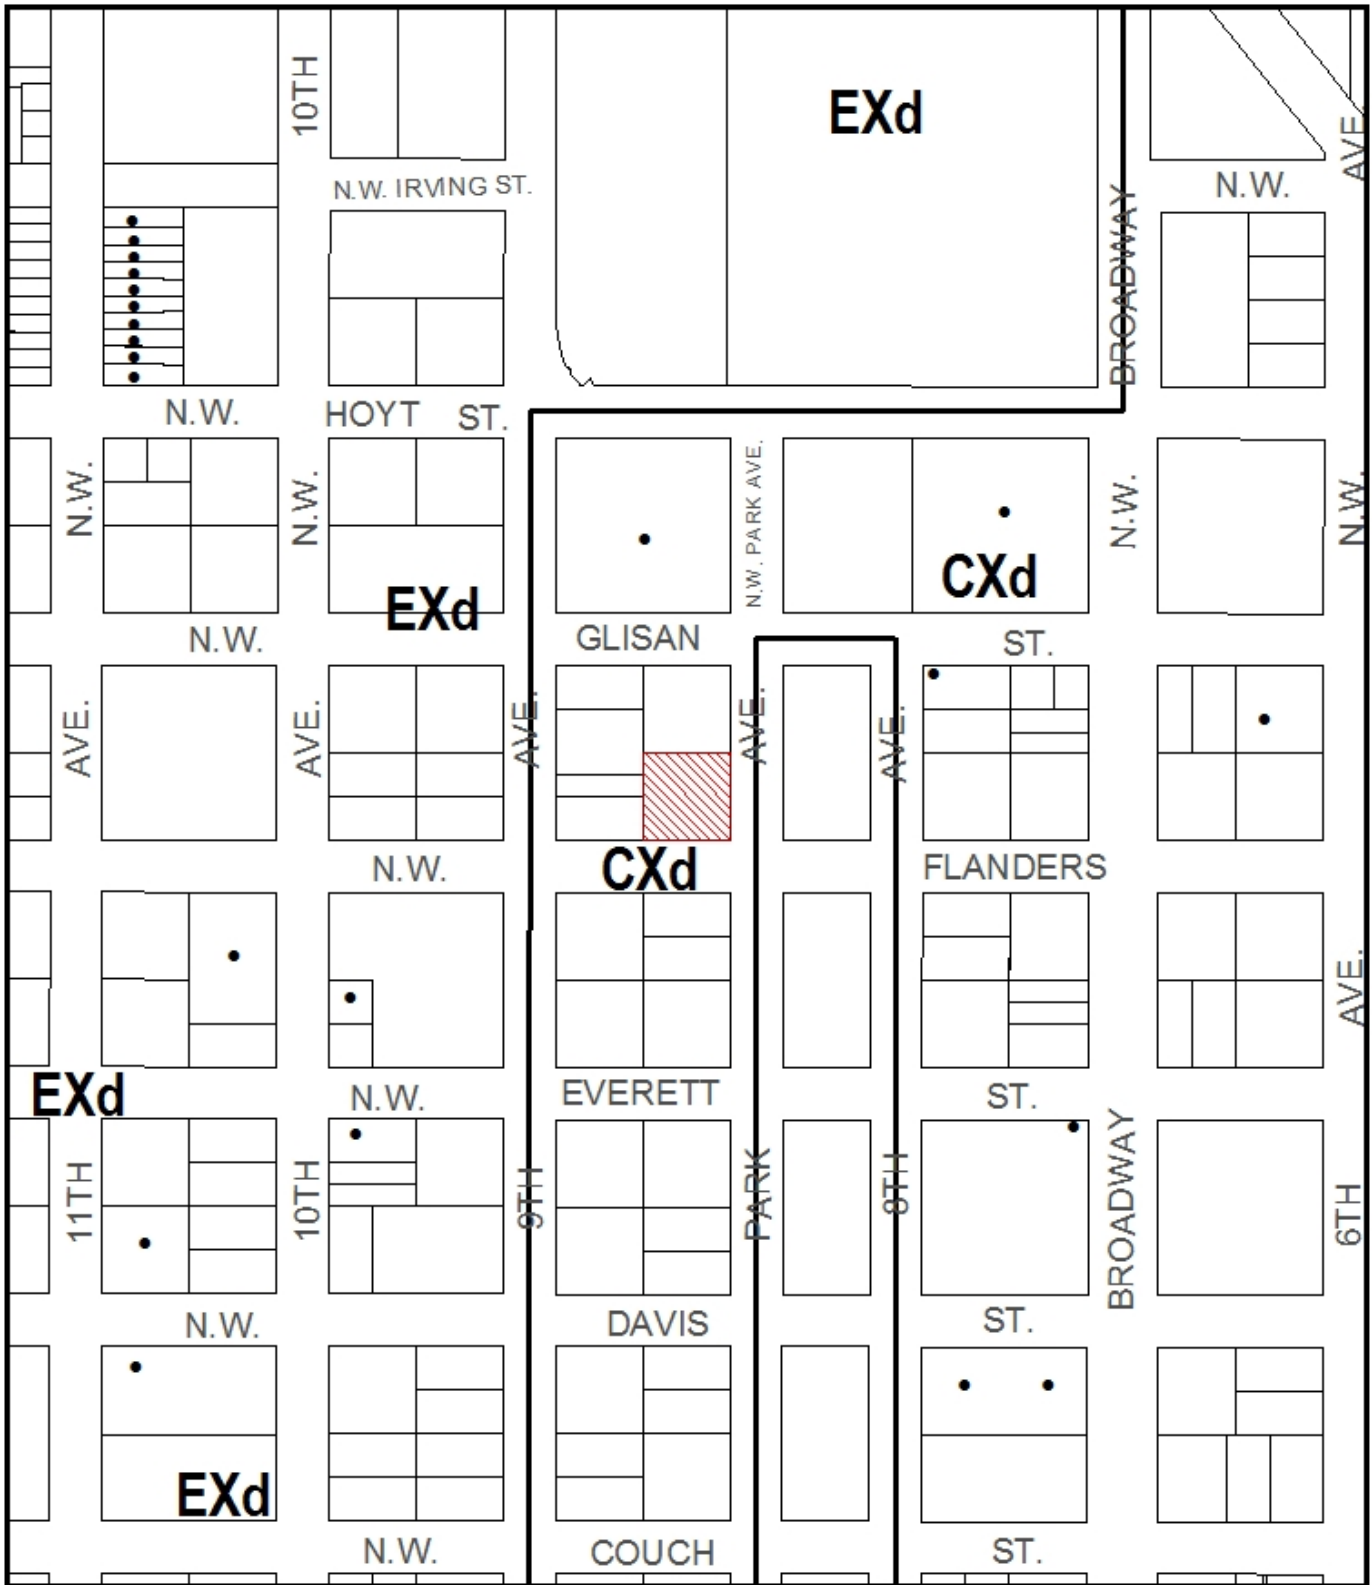 10TH
EXd
AVE.
N.W. IRVING ST.
N.W.
BROADWAY
N.W. HOYT ST.
N.W.
N.W.
N.W. PARK AVE.
N.W.
N.W.
CXd
EXd
N.W. GLISAN ST.
AVE.
AVE.
AVE.
AVE.
AVE.
CXd
N.W. FLANDERS
AVE.
EXd
N.W. EVERETT ST.
11TH
10TH
9TH
PARK
8TH
BROADWAY
6TH
N.W. DAVIS ST.
EXd
N.W. COUCH ST.